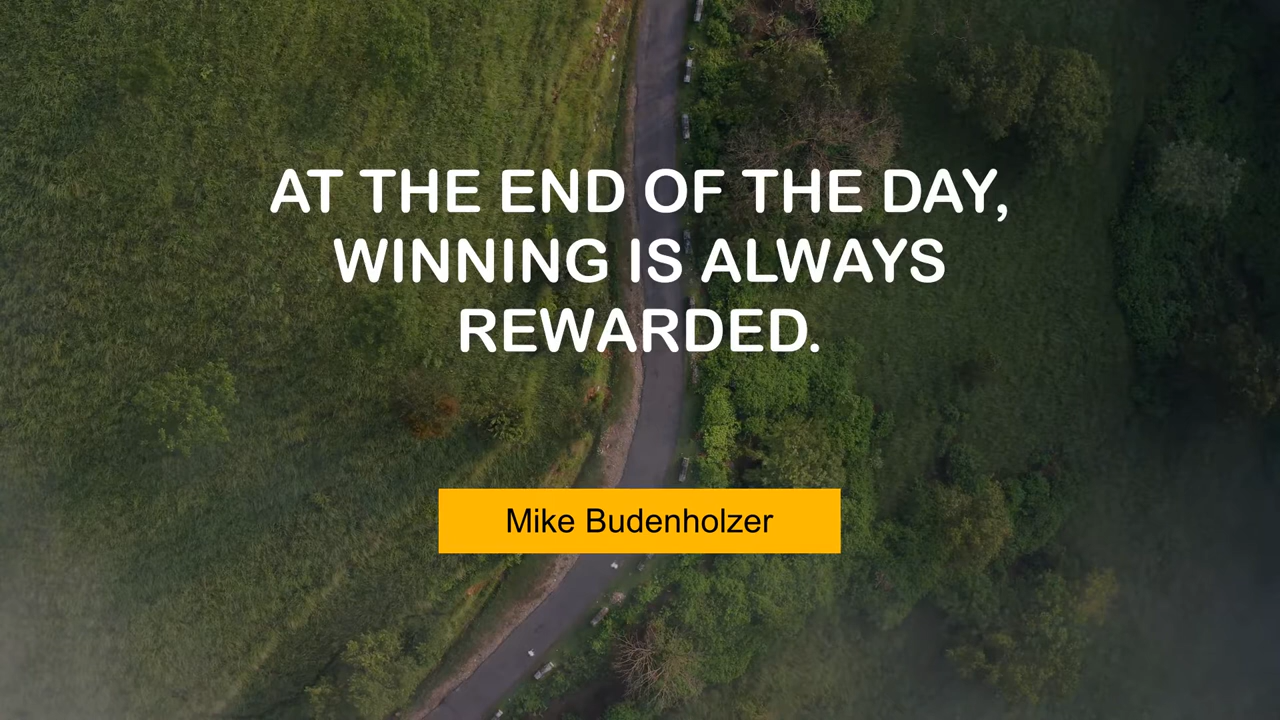 AT THE END OF THE DAY,
WINNING IS ALWAYS
REWARDED.
Mike Budenholzer